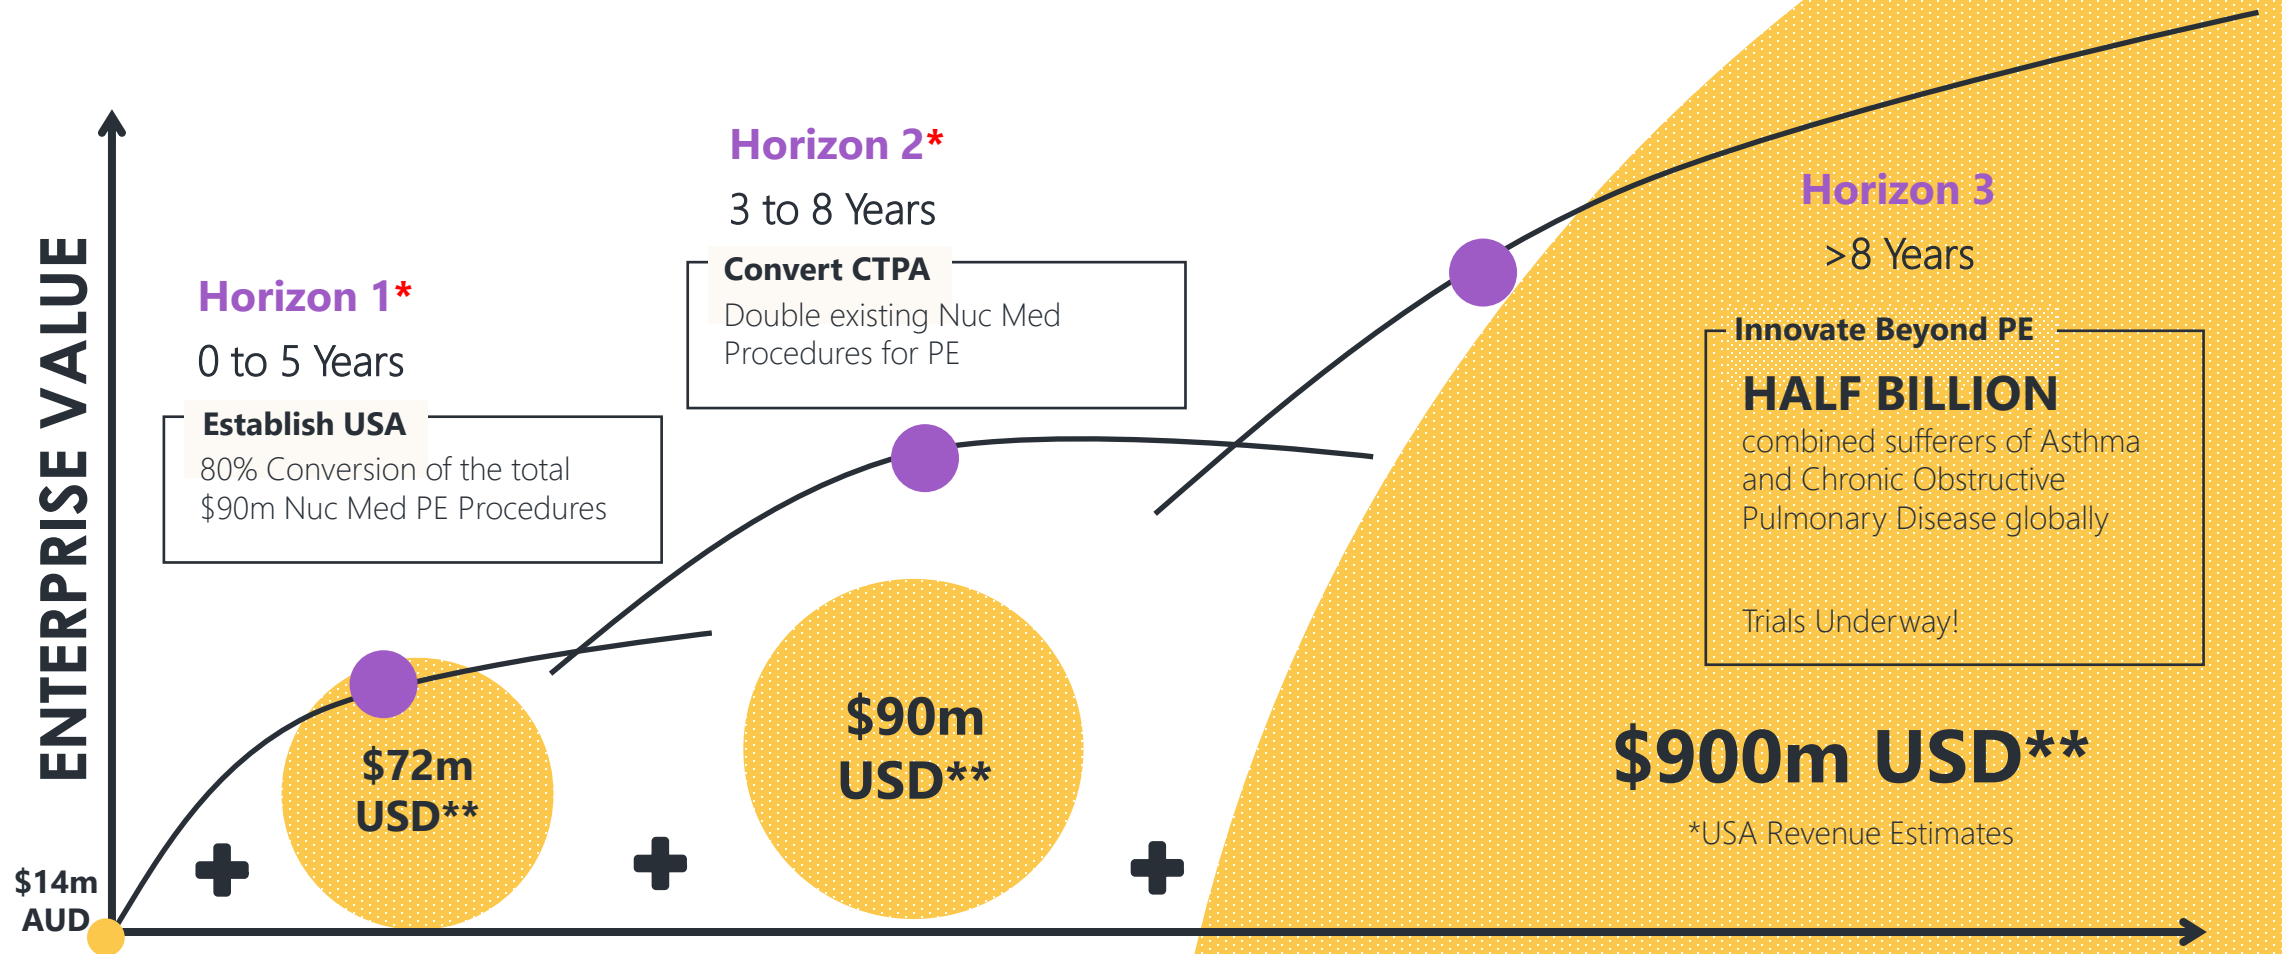 ENTERPRISE VALUE
$14m
AUD
Horizon 1*
0 to 5 Years
Establish USA
80% Conversion of the total
$90m Nuc Med PE Procedures
$72m
USD**
Horizon 2*
3 to 8 Years
Convert CTPA
Double existing Nuc Med
Procedures for PE
$90m
USD**
Horizon 3
>8 Years
Innovate Beyond PE
HALF BILLION
combined sufferers of Asthma
and Chronic Obstructive
Pulmonary Disease globally
Trials Underway!
$900m USD**
*USA Revenue Estimates